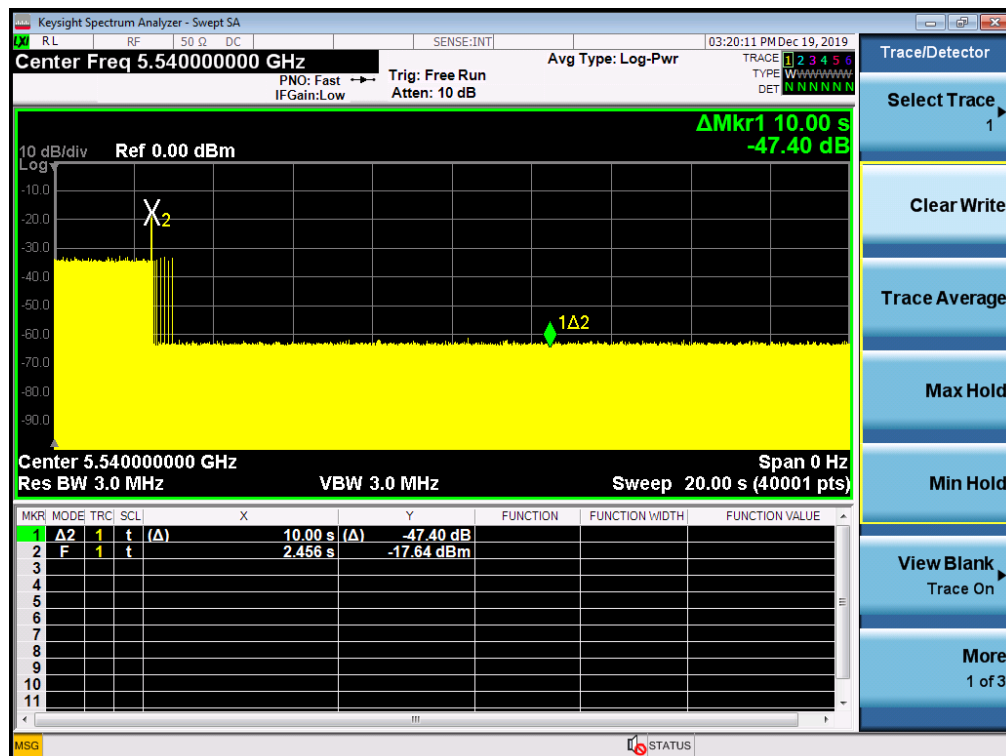 Keysight Spectrum Analyzer - Swept SA
LXI RL RF 50 Ω DC SENSE:INT 03:20:11 PM Dec 19, 2019
Center Freq 5.540000000 GHz
PNO: Fast
IFGain:Low
Trig: Free Run
Atten: 10 dB
Avg Type: Log-Pwr
TRACE 1 2 3 4 5 6
TYPE WWWWWW
DET N N N N N N
ΔMkr1 10.00 s
-47.40 dB
10 dB/div Ref 0.00 dBm
Log
-10.0
-20.0
-30.0
-40.0
-50.0
-60.0
-70.0
-80.0
-90.0
X2
1Δ2
Center 5.540000000 GHz Span 0 Hz
Res BW 3.0 MHz VBW 3.0 MHz Sweep 20.00 s (40001 pts)
MKR MODE TRC SCL X Y FUNCTION FUNCTION WIDTH FUNCTION VALUE
1 Δ2 1 t (Δ) 10.00 s (Δ) -47.40 dB
2 F 1 t 2.456 s -17.64 dBm
3
4
5
6
7
8
9
10
11
MSG STATUS
Trace/Detector
Select Trace
1
Clear Write
Trace Average
Max Hold
Min Hold
View Blank
Trace On
More
1 of 3